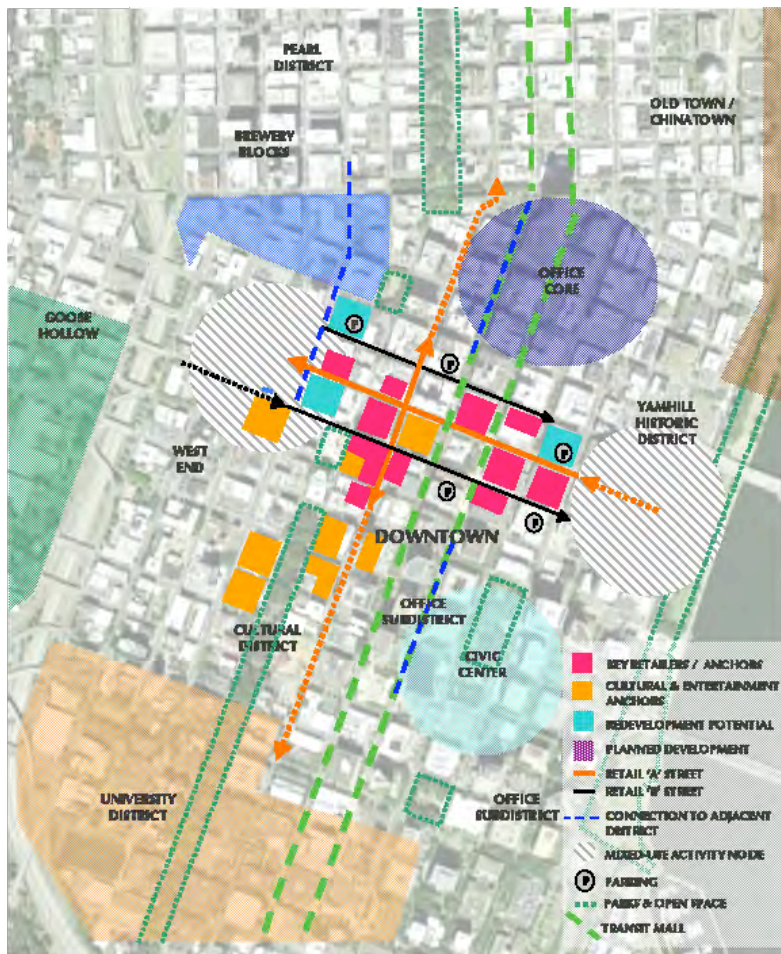 PEARL
DISTRICT
OLD TOWN /
CHINATOWN
BREWERY
BLOCKS
OFFICE
CORE
GOOSE
HOLLOW
P
P
YAMHILL
HISTORIC
DISTRICT
WEST
END
P
P
P
DOWNTOWN
OFFICE
SUBDISTRICT
CULTURAL
DISTRICT
CIVIC
CENTER
UNIVERSITY
DISTRICT
OFFICE
SUBDISTRICT
KEY RETAILERS / ANCHORS
CULTURAL & ENTERTAINMENT
ANCHORS
REDEVELOPMENT POTENTIAL
PLANNED DEVELOPMENT
RETAIL 'A' STREET
RETAIL 'B' STREET
CONNECTION TO ADJACENT
DISTRICT
MIXED-USE ACTIVITY NODE
P PARKING
PARKS & OPEN SPACE
TRANSIT MALL